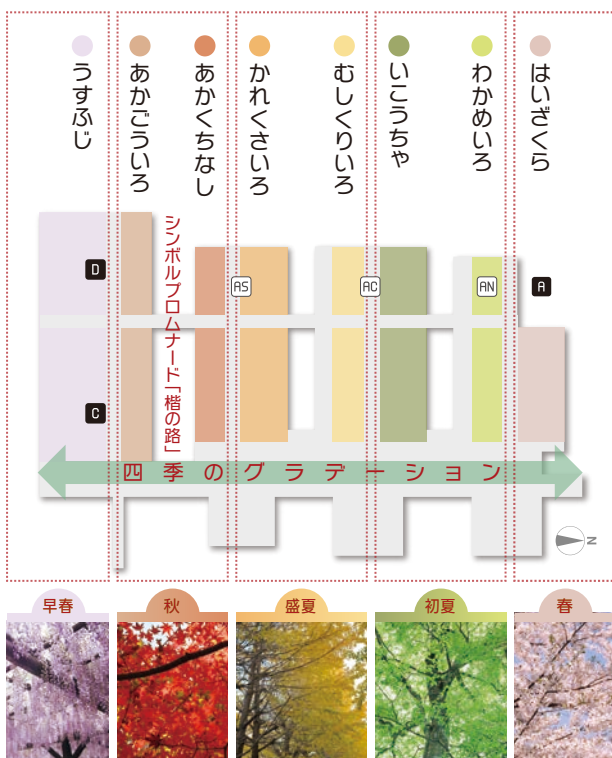 うすふじ
あかごういろ
あかくちなし
かれくさいろ
むしくりいろ
いこうちゃ
わかめいろ
はいざくら
シンボルプロムナード「楷の路」
D
AS
AC
AN
A
C
四季のグラデーション
N
早春
秋
盛夏
初夏
春